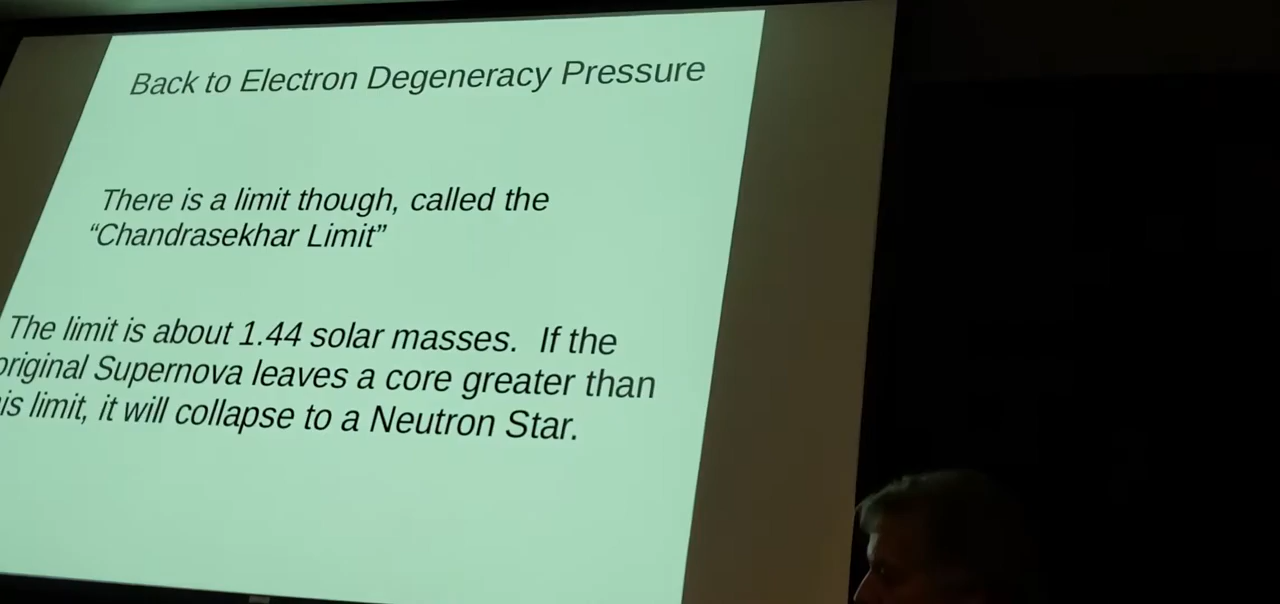 Back to Electron Degeneracy Pressure
There is a limit though, called the
“Chandrasekhar Limit”
The limit is about 1.44 solar masses. If the
original Supernova leaves a core greater than
is limit, it will collapse to a Neutron Star.